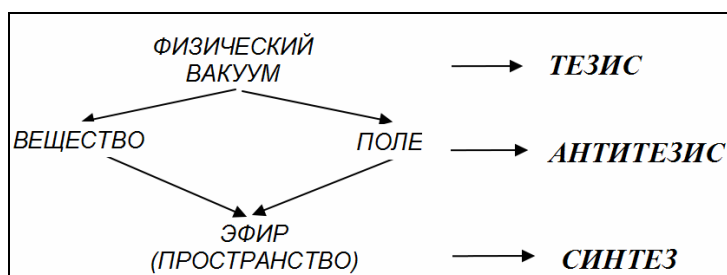 ФИЗИЧЕСКИЙ
ВАКУУМ
ТЕЗИС
ВЕЩЕСТВО
ПОЛЕ
АНТИТЕЗИС
ЭФИР
(ПРОСТРАНСТВО)
СИНТЕЗ